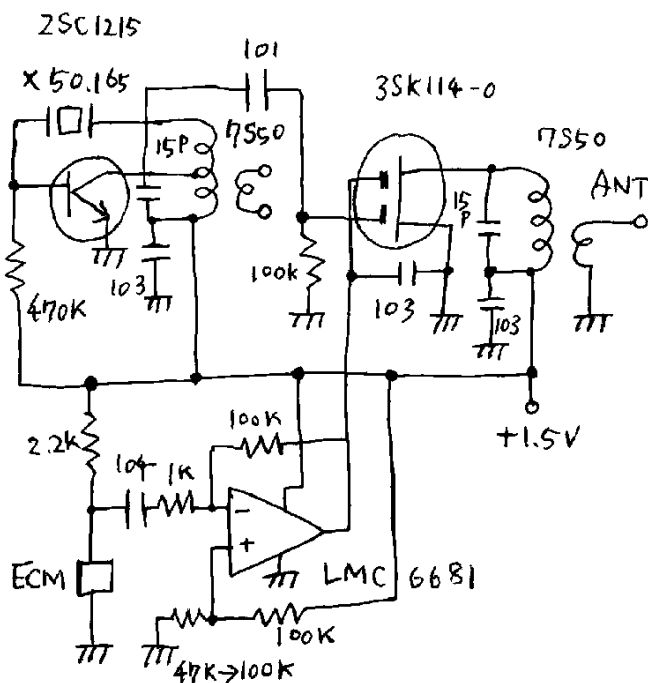 2SC1215
X 50.165
101
3SK114-O
15P
7S50
7S50
ANT
15P
100K
103
103
103
470K
+1.5V
100K
2.2K
104
1K
-
+
ECM
LMC 6681
100K
47K→100K